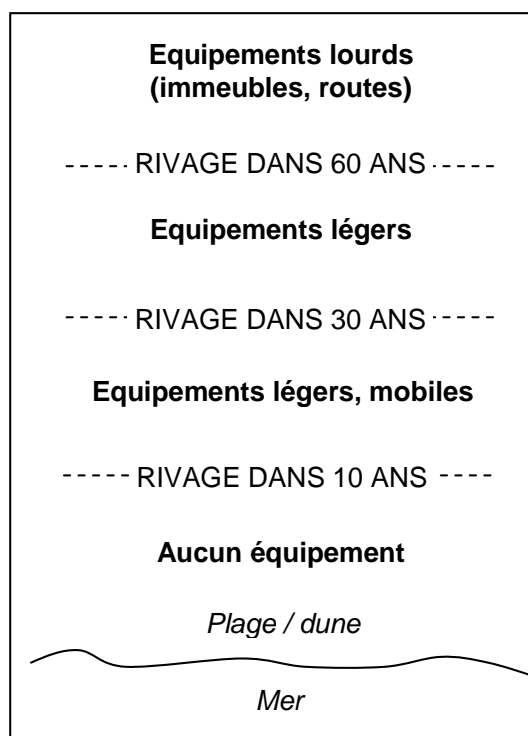 Equipements lourds
(immeubles, routes)
----- RIVAGE DANS 60 ANS -----
Equipements légers
----- RIVAGE DANS 30 ANS -----
Equipements légers, mobiles
----- RIVAGE DANS 10 ANS ----
Aucun équipement
Plage / dune
Mer